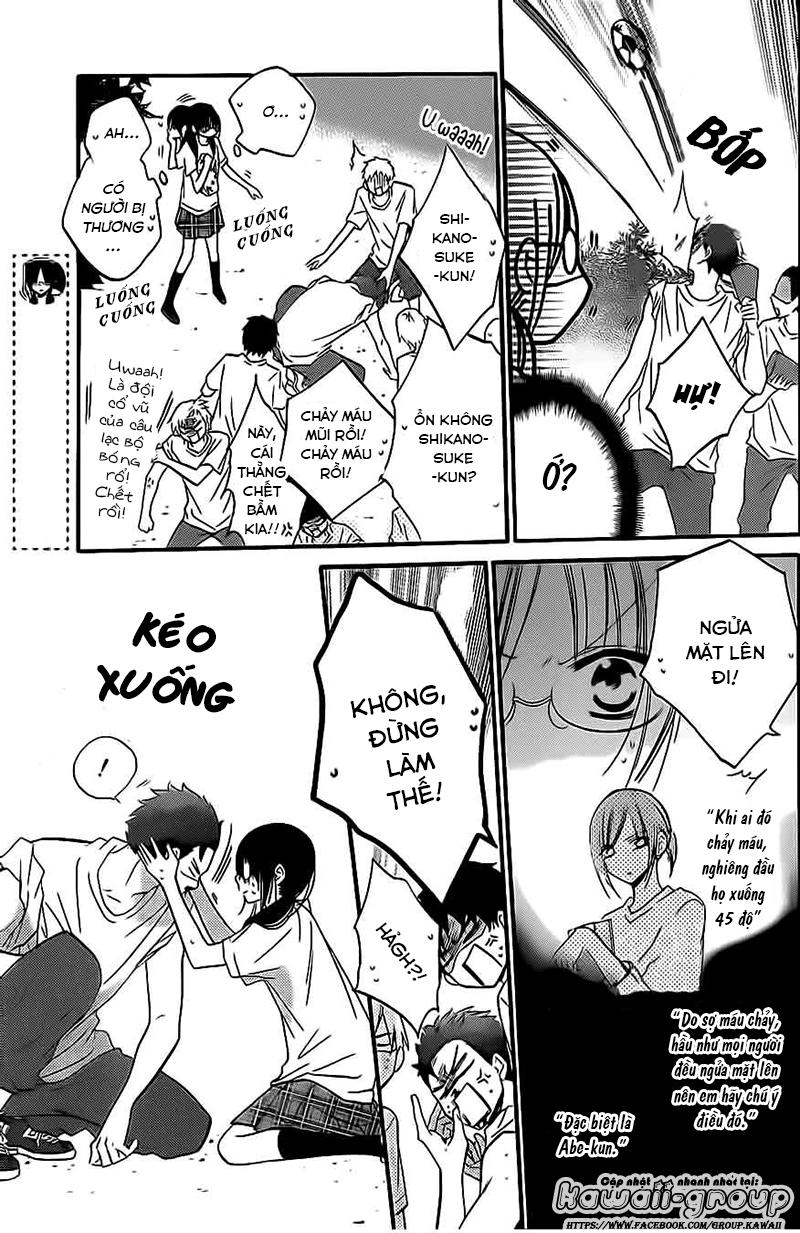 BỐP
HỰ!
Ớ?
U..waaah!
SHI-
KANO-
SUKE
-KUN!
Ơ...
AH...
CÓ
NGƯỜI BỊ
THƯƠNG
...
LUỐNG
CUỐNG
LUỐNG
CUỐNG
ỔN KHÔNG
SHIKANO-
SUKE
-KUN?
CHẢY MÁU
MŨI RỒI!
CHẢY MÁU
RỒI!
NÀY,
CÁI
THẰNG
CHẾT
BẦM
KIA!!
Uwaah!
Là đội
cổ vũ
của câu
lạc bộ
Bóng
rổ!
Chết
rồi!
NGỬA
MẶT LÊN
ĐI!
“Khi ai đó
chảy máu,
nghiêng đầu
họ xuống
45 độ”
“Do sợ máu chảy,
hầu như mọi người
đều ngửa mặt lên
nên em hãy chú ý
điều đó.”
“Đặc biệt là
Abe-kun.”
KHÔNG,
ĐỪNG
LÀM
THẾ!
HẢGH?!
KÉO
XUỐNG
!
Cập nhật nhanh nhất tại:
kawaii-group
HTTPS://WWW.FACEBOOK.COM/GROUP.KAWAII